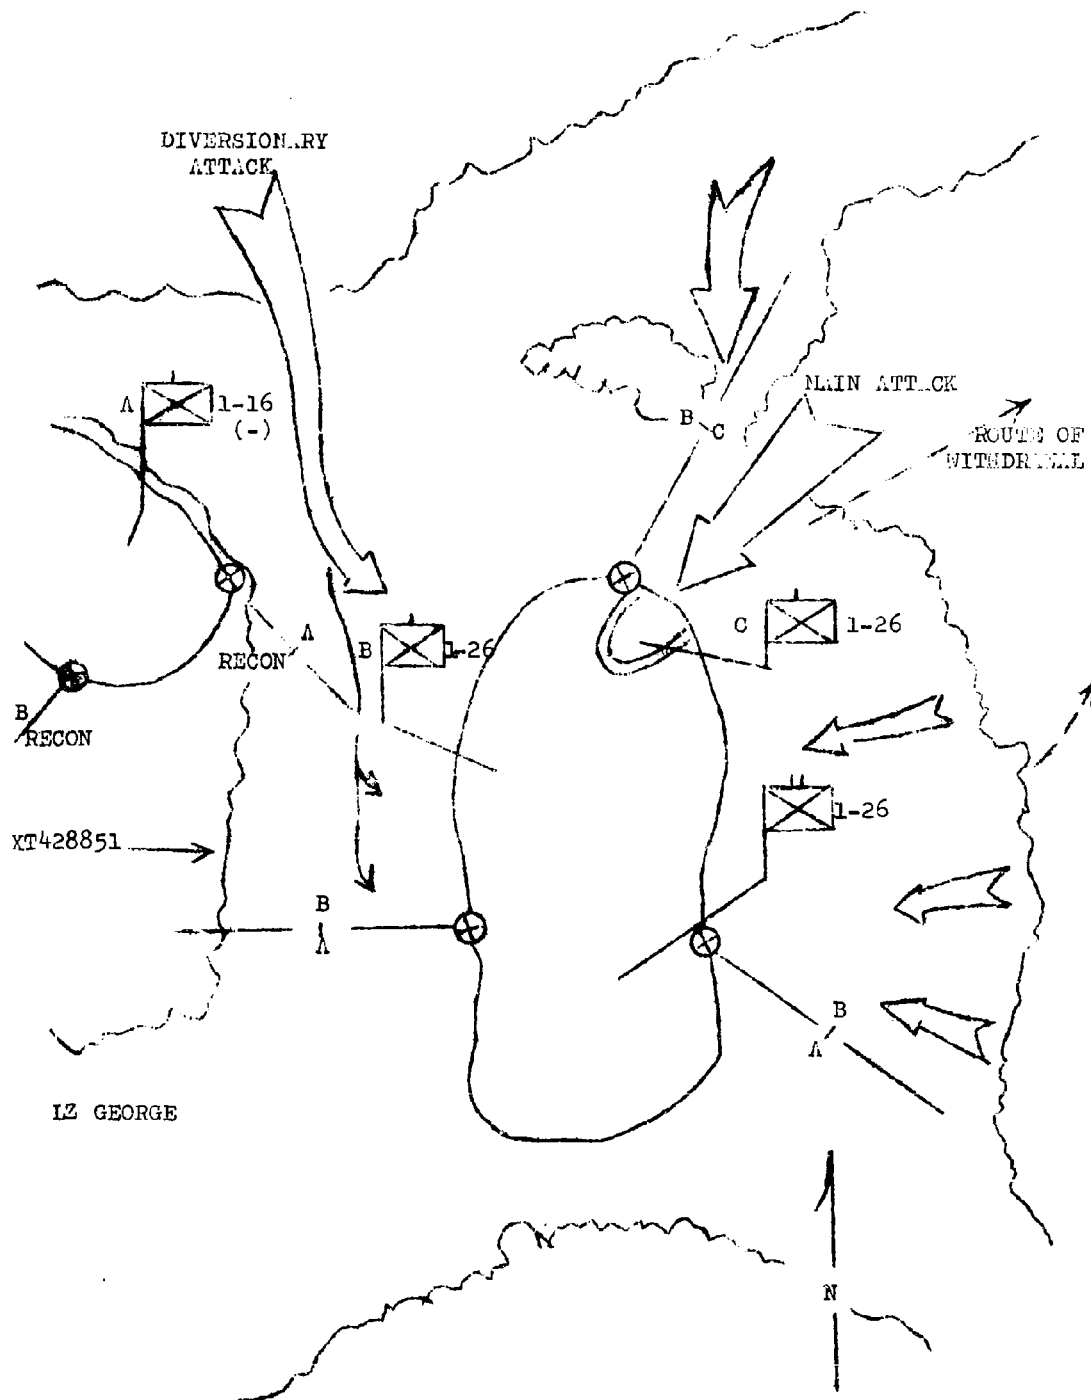 DIVERSIONARY
ATTACK
A
1-16
(-)
MAIN ATTACK
B
C
ROUTE OF
WITHDRAWAL
A
RECON
B
1-26
C
1-26
B
RECON
1-26
XT428851
B
A
B
A
LZ GEORGE
N